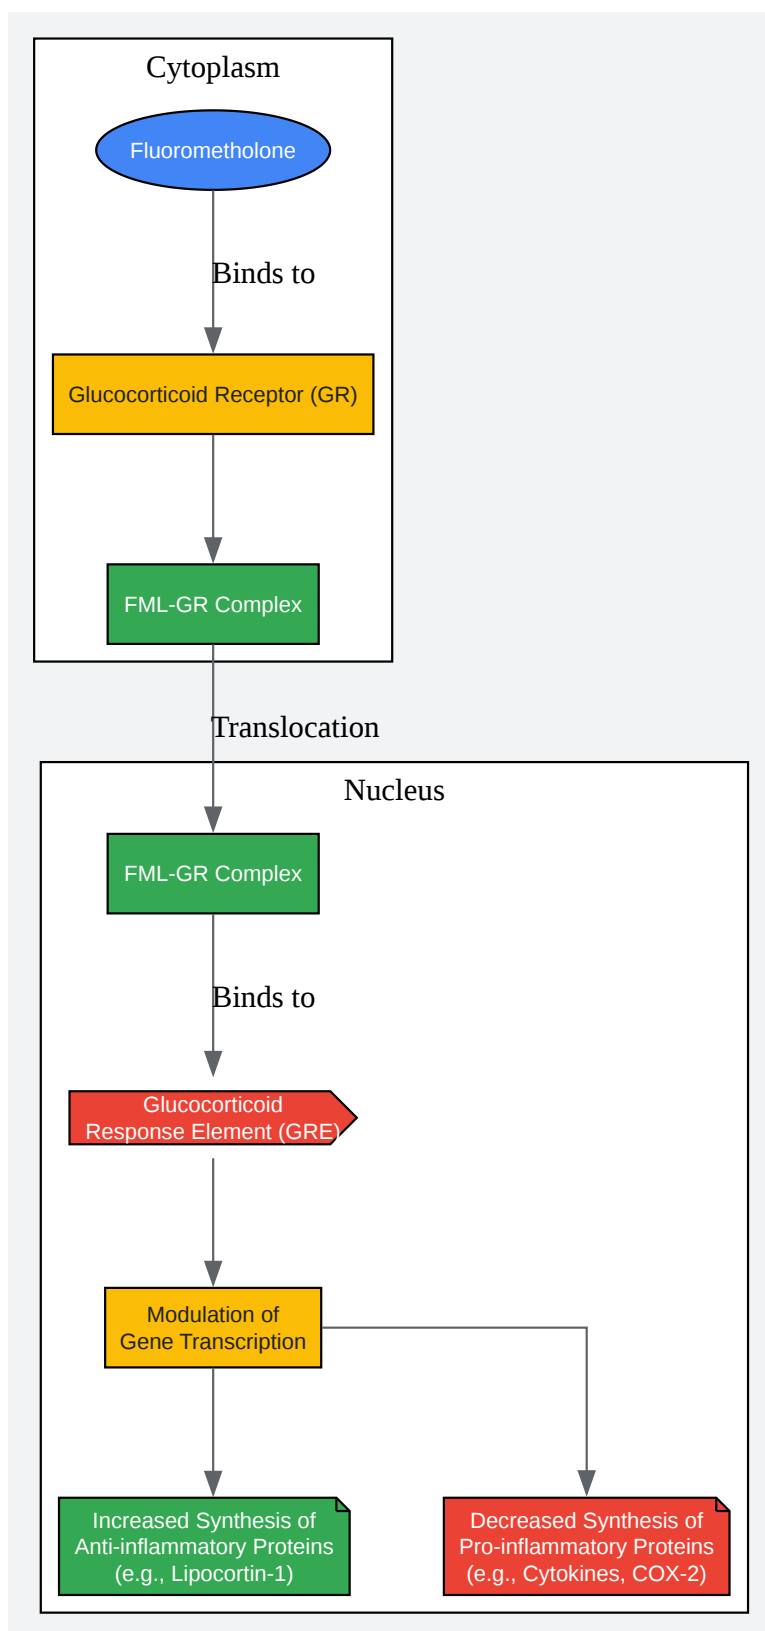 Cytoplasm
Fluorometholone
Binds to
Glucocorticoid Receptor (GR)
FML-GR Complex
Translocation
Nucleus
FML-GR Complex
Binds to
Glucocorticoid
Response Element (GRE)
Modulation of
Gene Transcription
Increased Synthesis of
Anti-inflammatory Proteins
(e.g., Lipocortin-1)
Decreased Synthesis of
Pro-inflammatory Proteins
(e.g., Cytokines, COX-2)